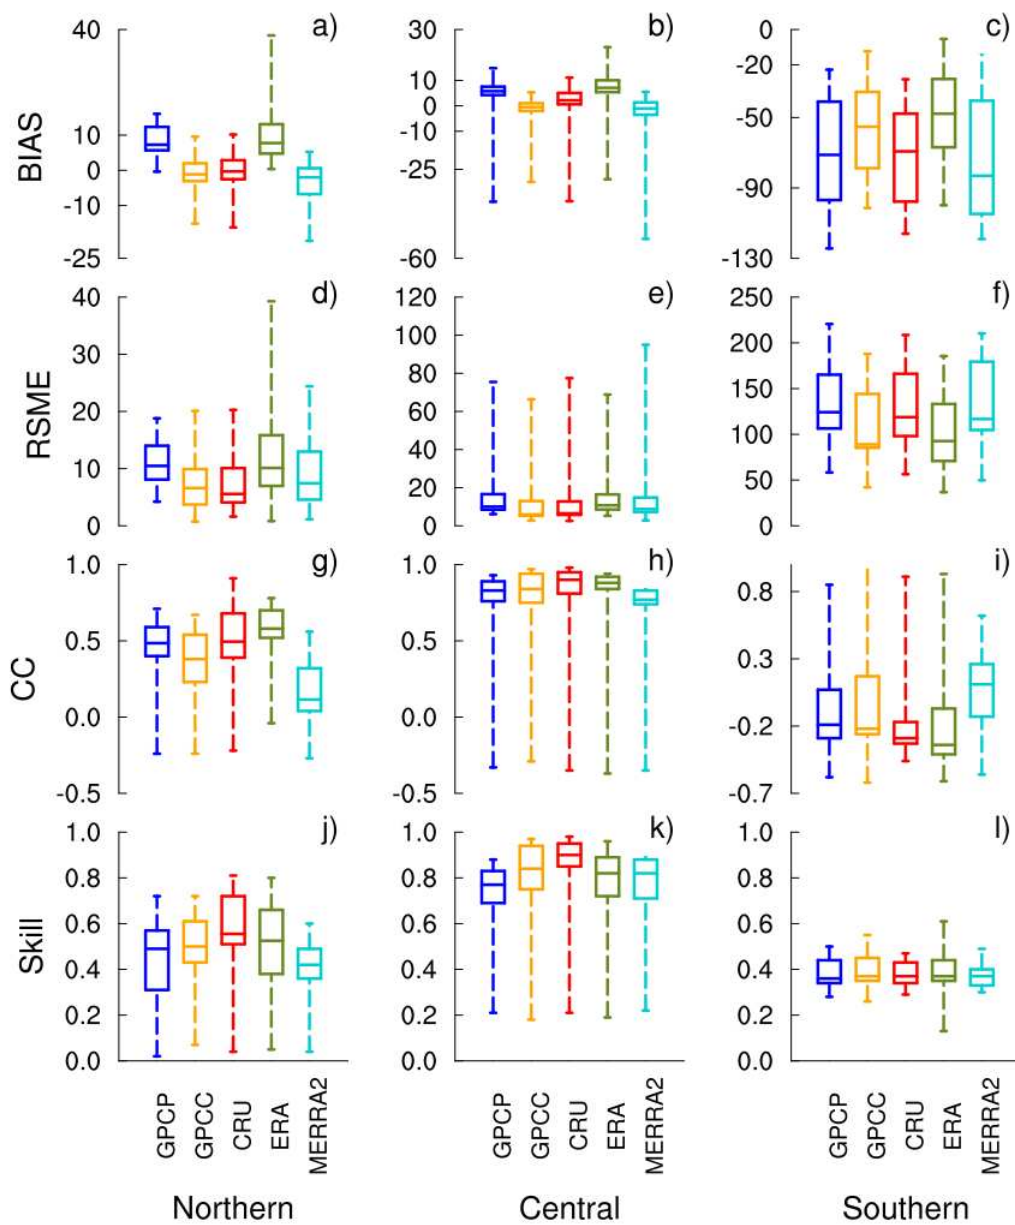 a) b) c)
BIAS
40
10
0
-10
-25
30
10
0
-10
-25
-60
-0
-20
-50
-90
-130
d) e) f)
RSME
40
30
20
10
0
120
100
80
60
40
20
0
250
200
150
100
50
0
g) h) i)
CC
1.0
0.5
0.0
-0.5
1.0
0.5
0.0
-0.5
0.8
0.3
-0.2
-0.7
j) k) l)
Skill
1.0
0.8
0.6
0.4
0.2
0.0
1.0
0.8
0.6
0.4
0.2
0.0
1.0
0.8
0.6
0.4
0.2
0.0
GPCP
GPCC
CRU
ERA
MERRA2
GPCP
GPCC
CRU
ERA
MERRA2
GPCP
GPCC
CRU
ERA
MERRA2
Northern Central Southern